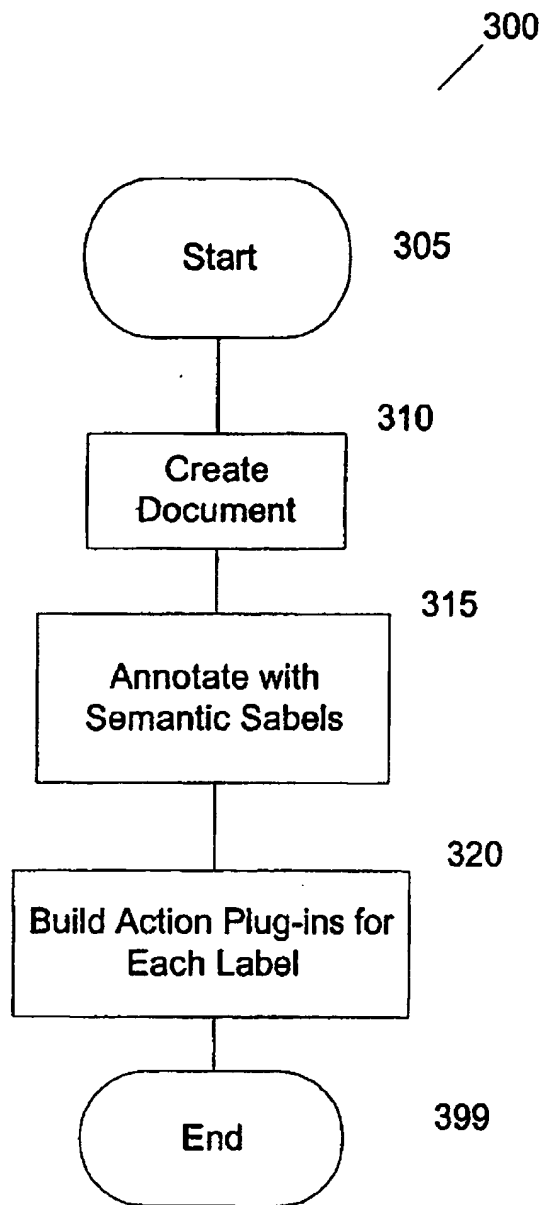 300
Start
305
310
Create
Document
315
Annotate with
Semantic Sabels
320
Build Action Plug-ins for
Each Label
End
399